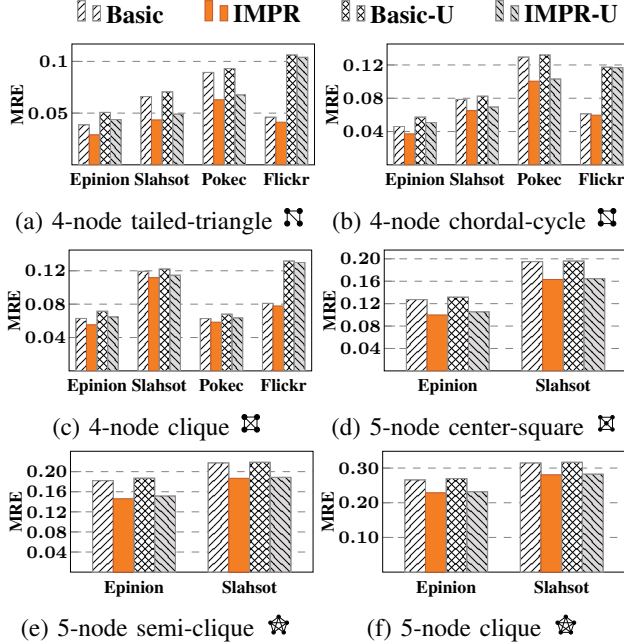 Basic IMPR Basic-U IMPR-U
0.1
0.05
MRE
Epinion Slahsot Pokec Flickr
(a) 4-node tailed-triangle
0.12
0.08
0.04
MRE
Epinion Slahsot Pokec Flickr
(b) 4-node chordal-cycle
0.12
0.08
0.04
MRE
Epinion Slahsot Pokec Flickr
(c) 4-node clique
0.20
0.16
0.12
0.08
0.04
MRE
Epinion Slahsot
(d) 5-node center-square
0.20
0.16
0.12
0.08
0.04
MRE
Epinion Slahsot
(e) 5-node semi-clique
0.30
0.20
0.10
MRE
Epinion Slahsot
(f) 5-node clique